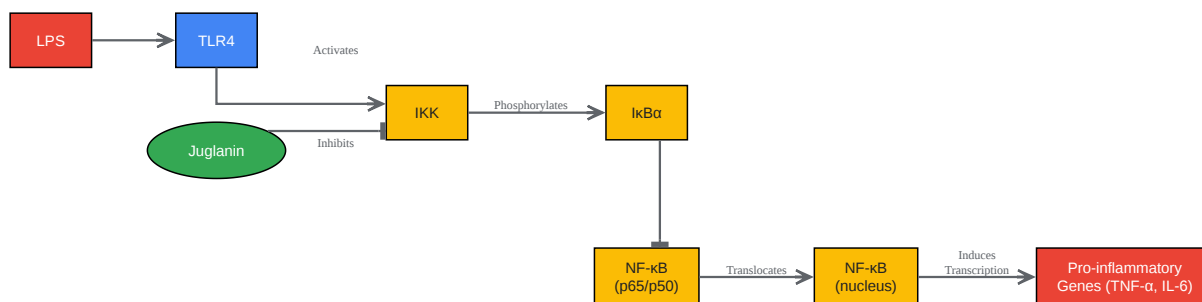 LPS
TLR4
Activates
IKK
Phosphorylates
IκBα
Juglanin
Inhibits
NF-κB
(p65/p50)
Translocates
NF-κB
(nucleus)
Induces
Transcription
Pro-inflammatory
Genes (TNF-α, IL-6)